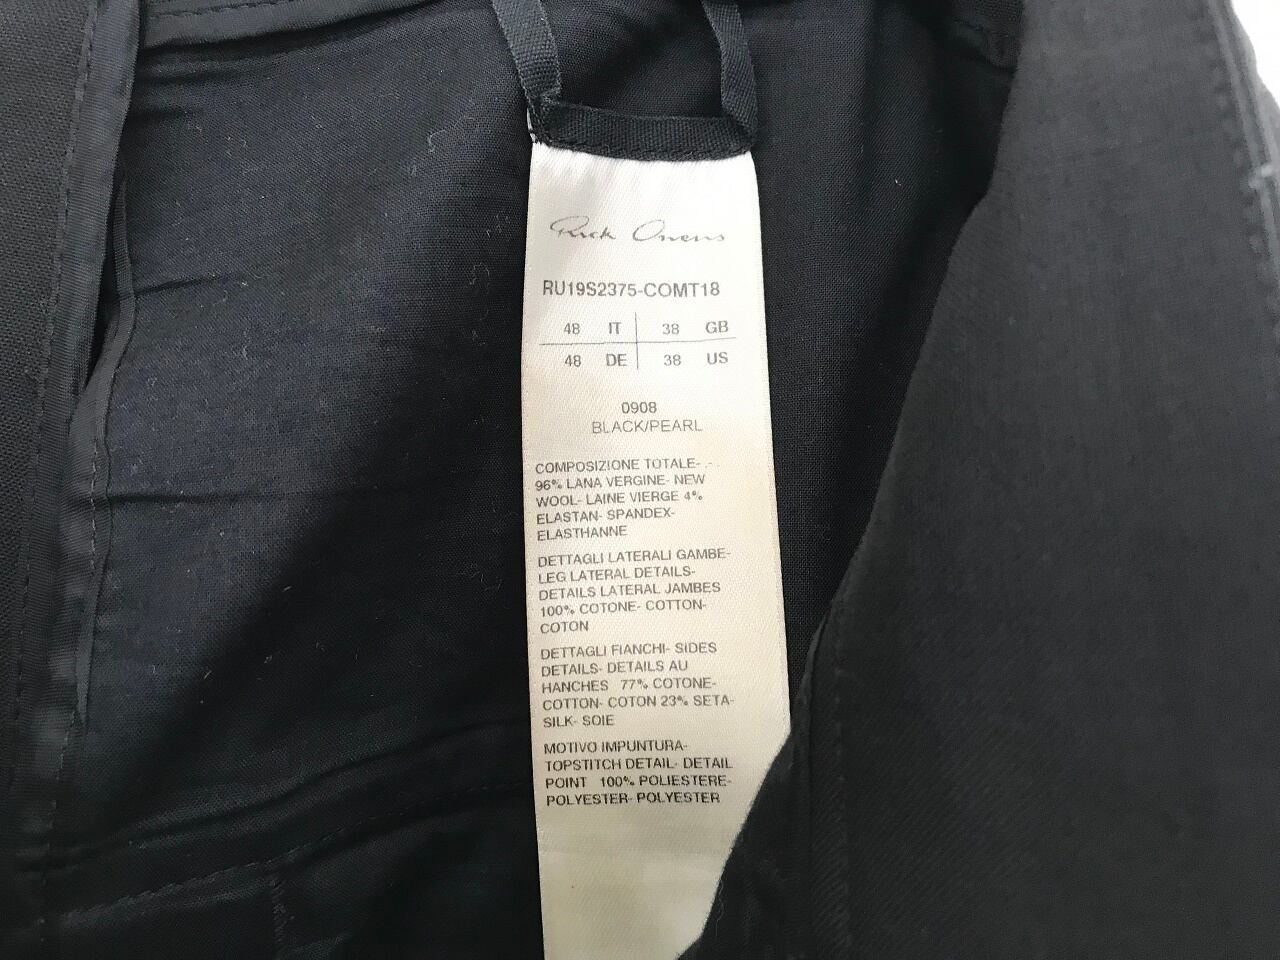 Rick Owens
RU19S2375-COMT18
48 IT 38 GB
48 DE 38 US
0908
BLACK/PEARL
COMPOSIZIONE TOTALE-
96% LANA VERGINE- NEW
WOOL- LAINE VIERGE 4%
ELASTAN- SPANDEX-
ELASTHANNE
DETTAGLI LATERALI GAMBE-
LEG LATERAL DETAILS-
DETAILS LATERAL JAMBES
100% COTONE- COTTON-
COTON
DETTAGLI FIANCHI- SIDES
DETAILS- DETAILS AU
HANCHES 77% COTONE-
COTTON- COTON 23% SETA-
SILK- SOIE
MOTIVO IMPUNTURA-
TOPSTITCH DETAIL- DETAIL
POINT 100% POLIESTERE-
POLYESTER- POLYESTER